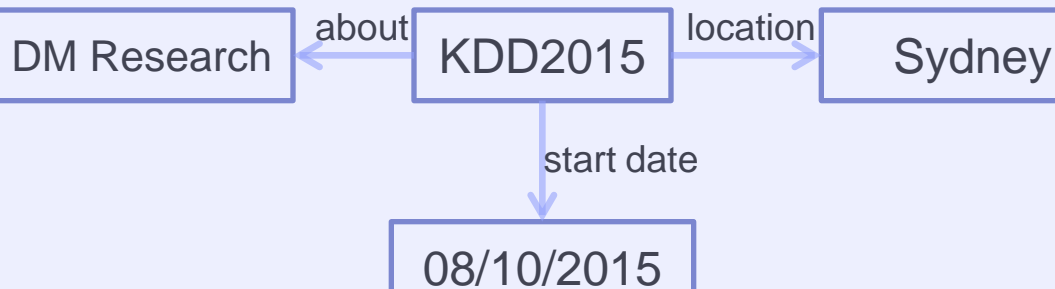 about
location
DM Research
KDD2015
Sydney
start date
08/10/2015